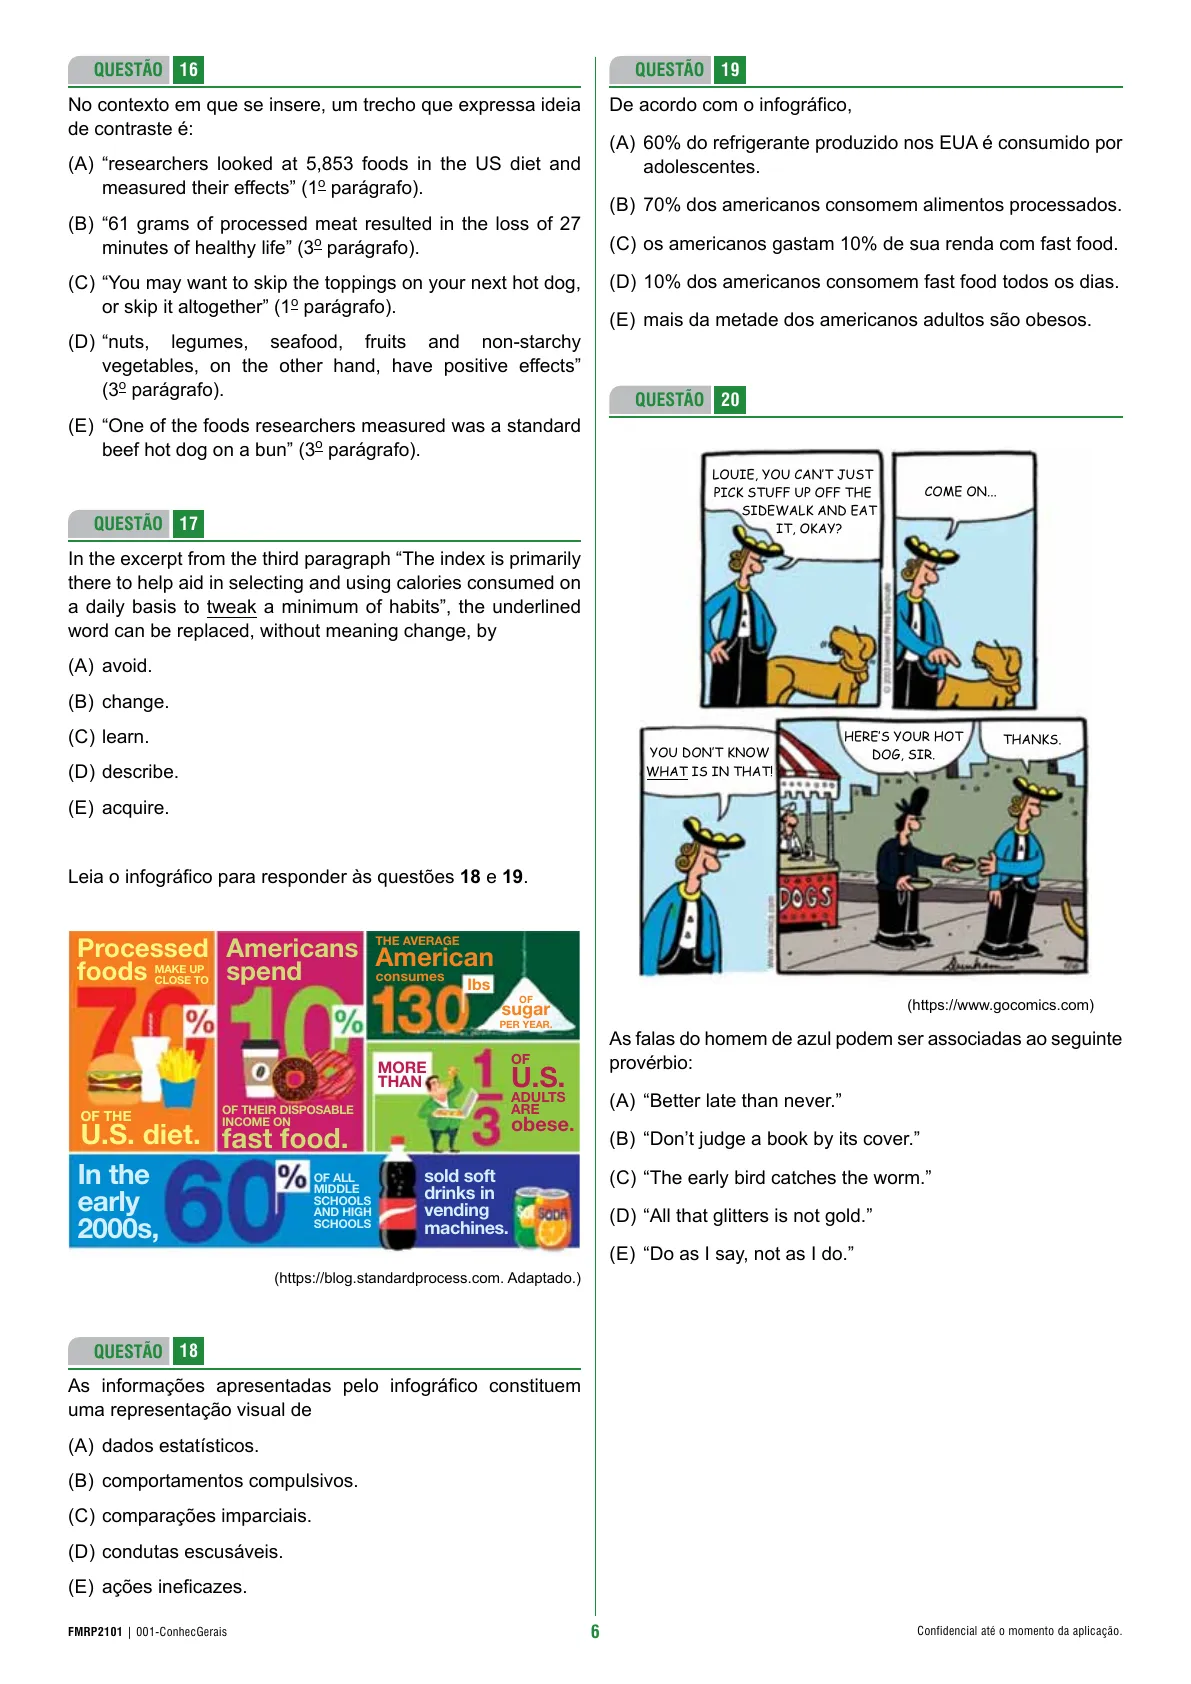 QUESTÃO 16
No contexto em que se insere, um trecho que expressa ideia
de contraste é:
(A) “researchers looked at 5,853 foods in the US diet and
measured their effects” (1º parágrafo).
(B) “61 grams of processed meat resulted in the loss of 27
minutes of healthy life” (3º parágrafo).
(C) “You may want to skip the toppings on your next hot dog,
or skip it altogether” (1º parágrafo).
(D) “nuts, legumes, seafood, fruits and non-starchy
vegetables, on the other hand, have positive effects”
(3º parágrafo).
(E) “One of the foods researchers measured was a standard
beef hot dog on a bun” (3º parágrafo).
QUESTÃO 17
In the excerpt from the third paragraph “The index is primarily
there to help aid in selecting and using calories consumed on
a daily basis to tweak a minimum of habits”, the underlined
word can be replaced, without meaning change, by
(A) avoid.
(B) change.
(C) learn.
(D) describe.
(E) acquire.
Leia o infográfico para responder às questões 18 e 19.
Processed
foods MAKE UP
CLOSE TO
70%
OF THE
U.S. diet.
Americans
spend
10%
OF THEIR DISPOSABLE
INCOME ON
fast food.
THE AVERAGE
American
consumes
130 lbs
OF
sugar
PER YEAR.
MORE
THAN
1
3
OF
U.S.
ADULTS
ARE
obese.
In the
early
2000s,
60%
OF ALL
MIDDLE
SCHOOLS
AND HIGH
SCHOOLS
sold soft
drinks in
vending
machines.
SODA
(https://blog.standardprocess.com. Adaptado.)
QUESTÃO 18
As informações apresentadas pelo infográfico constituem
uma representação visual de
(A) dados estatísticos.
(B) comportamentos compulsivos.
(C) comparações imparciais.
(D) condutas escusáveis.
(E) ações ineficazes.
QUESTÃO 19
De acordo com o infográfico,
(A) 60% do refrigerante produzido nos EUA é consumido por
adolescentes.
(B) 70% dos americanos consomem alimentos processados.
(C) os americanos gastam 10% de sua renda com fast food.
(D) 10% dos americanos consomem fast food todos os dias.
(E) mais da metade dos americanos adultos são obesos.
QUESTÃO 20
LOUIE, YOU CAN'T JUST
PICK STUFF UP OFF THE
SIDEWALK AND EAT
IT, OKAY?
COME ON...
© 2003 Universal Press Syndicate
YOU DON'T KNOW
WHAT IS IN THAT!
HERE'S YOUR HOT
DOG, SIR.
THANKS.
DOGS
Dunham
(https://www.gocomics.com)
As falas do homem de azul podem ser associadas ao seguinte
provérbio:
(A) “Better late than never.”
(B) “Don’t judge a book by its cover.”
(C) “The early bird catches the worm.”
(D) “All that glitters is not gold.”
(E) “Do as I say, not as I do.”
FMRP2101 | 001-ConhecGerais
6
Confidencial até o momento da aplicação.